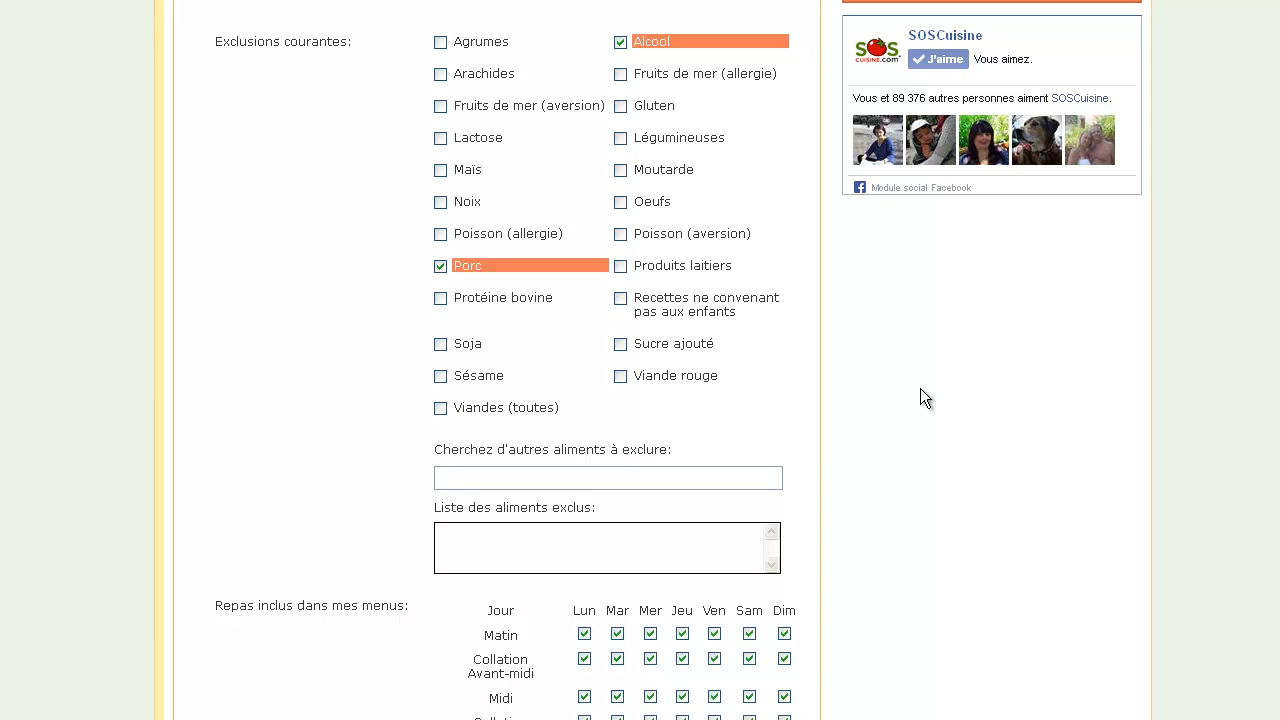 Exclusions courantes:
Agrumes
Alcool
Arachides
Fruits de mer (allergie)
Fruits de mer (aversion)
Gluten
Lactose
Légumineuses
Maïs
Moutarde
Noix
Oeufs
Poisson (allergie)
Poisson (aversion)
Porc
Produits laitiers
Protéine bovine
Recettes ne convenant
pas aux enfants
Soja
Sucre ajouté
Sésame
Viande rouge
Viandes (toutes)
Cherchez d'autres aliments à exclure:
Liste des aliments exclus:
Repas inclus dans mes menus:
Jour Lun Mar Mer Jeu Ven Sam Dim
Matin
Collation
Avant-midi
Midi
SOS
CUISINE.COM
SOSCuisine
J'aime Vous aimez.
Vous et 89 376 autres personnes aiment SOSCuisine.
Module social Facebook